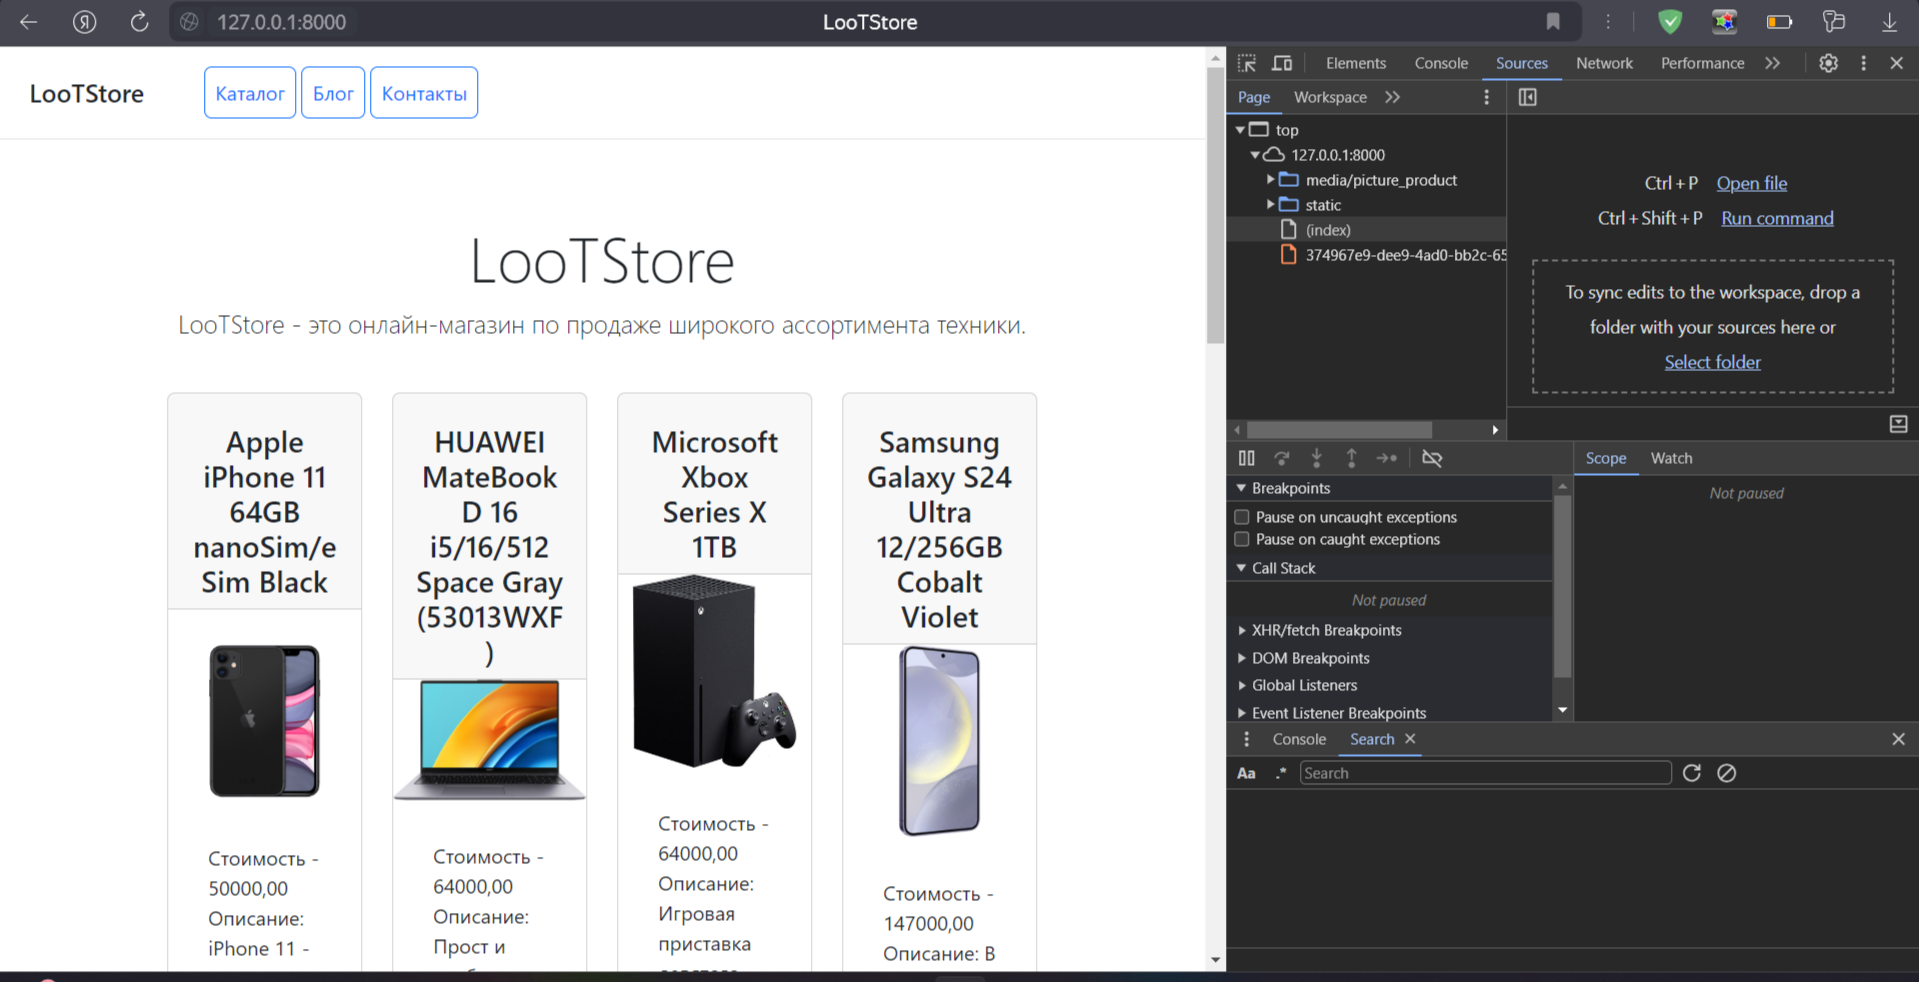 127.0.0.1:8000
LooTStore
LooTStore
Каталог
Блог
Контакты
LooTStore
LooTStore - это онлайн-магазин по продаже широкого ассортимента техники.
Apple
iPhone 11
64GB
nanoSim/e
Sim Black
Стоимость -
50000,00
Описание:
iPhone 11 -
HUAWEI
MateBook
D 16
i5/16/512
Space Gray
(53013WXF
)
Стоимость -
64000,00
Описание:
Прост и
Microsoft
Xbox
Series X
1TB
Стоимость -
64000,00
Описание:
Игровая
приставка
Samsung
Galaxy S24
Ultra
12/256GB
Cobalt
Violet
Стоимость -
147000,00
Описание: В
Elements
Console
Sources
Network
Performance
Page
Workspace
top
127.0.0.1:8000
media/picture_product
static
(index)
374967e9-dee9-4ad0-bb2c-65
Ctrl + P Open file
Ctrl + Shift + P Run command
To sync edits to the workspace, drop a
folder with your sources here or
Select folder
Breakpoints
Pause on uncaught exceptions
Pause on caught exceptions
Call Stack
Not paused
XHR/fetch Breakpoints
DOM Breakpoints
Global Listeners
Event Listener Breakpoints
Scope
Watch
Not paused
Console
Search
Aa
.*
Search